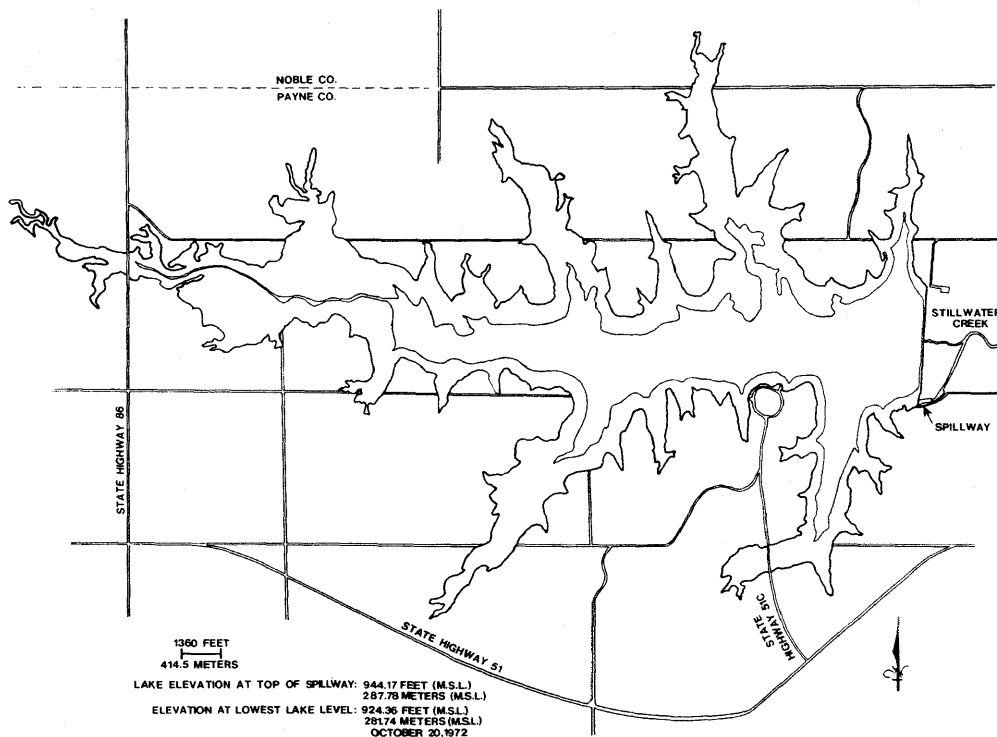 NOBLE CO.
PAYNE CO.
STILLWATER
CREEK
SPILLWAY
STATE HIGHWAY 86
STATE HIGHWAY 51
STATE
HIGHWAY 51C
1360 FEET
414.5 METERS
LAKE ELEVATION AT TOP OF SPILLWAY: 944.17 FEET (M.S.L.)
287.78 METERS (M.S.L.)
ELEVATION AT LOWEST LAKE LEVEL: 924.36 FEET (M.S.L.)
281.74 METERS (M.S.L.)
OCTOBER 20, 1972